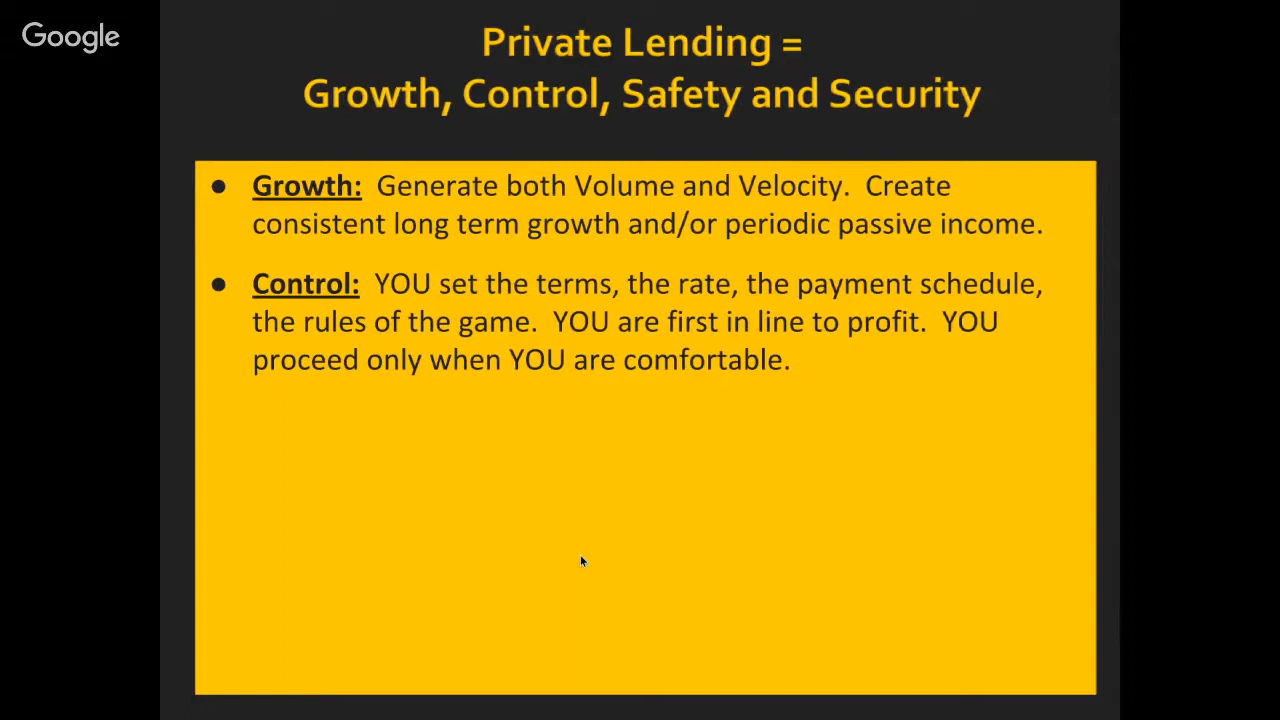 Google
Private Lending =
Growth, Control, Safety and Security
● Growth:  Generate both Volume and Velocity.  Create
consistent long term growth and/or periodic passive income.
● Control:  YOU set the terms, the rate, the payment schedule,
the rules of the game.  YOU are first in line to profit.  YOU
proceed only when YOU are comfortable.